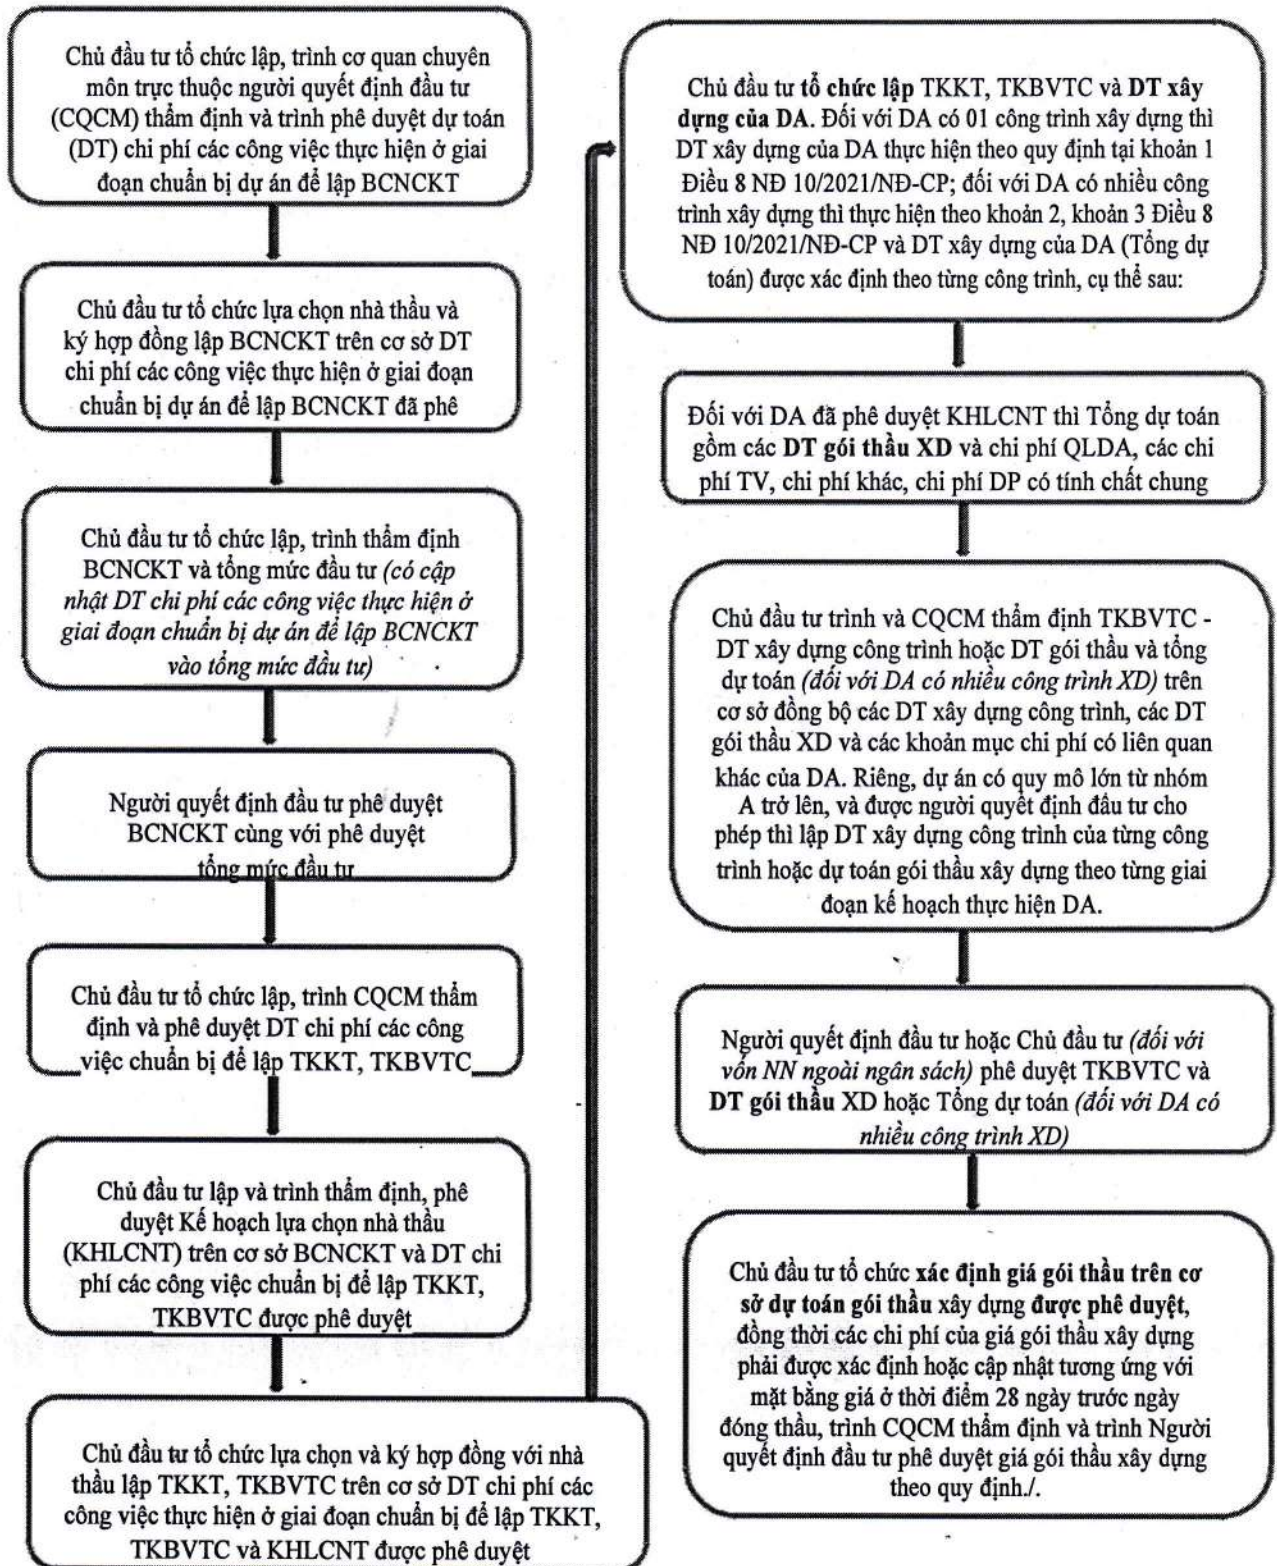 Chủ đầu tư tổ chức lập, trình cơ quan chuyên
môn trực thuộc người quyết định đầu tư
(CQCM) thẩm định và trình phê duyệt dự toán
(DT) chi phí các công việc thực hiện ở giai
đoạn chuẩn bị dự án để lập BCNCKT
Chủ đầu tư tổ chức lựa chọn nhà thầu và
ký hợp đồng lập BCNCKT trên cơ sở DT
chi phí các công việc thực hiện ở giai đoạn
chuẩn bị dự án để lập BCNCKT đã phê
Chủ đầu tư tổ chức lập, trình thẩm định
BCNCKT và tổng mức đầu tư (có cập
nhật DT chi phí các công việc thực hiện ở
giai đoạn chuẩn bị dự án để lập BCNCKT
vào tổng mức đầu tư)
Người quyết định đầu tư phê duyệt
BCNCKT cùng với phê duyệt
tổng mức đầu tư
Chủ đầu tư tổ chức lập, trình CQCM thẩm
định và phê duyệt DT chi phí các công
việc chuẩn bị để lập TKKT, TKBVTC
Chủ đầu tư lập và trình thẩm định, phê
duyệt Kế hoạch lựa chọn nhà thầu
(KHLCNT) trên cơ sở BCNCKT và DT chi
phí các công việc chuẩn bị để lập TKKT,
TKBVTC được phê duyệt
Chủ đầu tư tổ chức lựa chọn và ký hợp đồng với nhà
thầu lập TKKT, TKBVTC trên cơ sở DT chi phí các
công việc thực hiện ở giai đoạn chuẩn bị để lập TKKT,
TKBVTC và KHLCNT được phê duyệt
Chủ đầu tư tổ chức lập TKKT, TKBVTC và DT xây
dựng của DA. Đối với DA có 01 công trình xây dựng thì
DT xây dựng của DA thực hiện theo quy định tại khoản 1
Điều 8 NĐ 10/2021/NĐ-CP; đối với DA có nhiều công
trình xây dựng thì thực hiện theo khoản 2, khoản 3 Điều 8
NĐ 10/2021/NĐ-CP và DT xây dựng của DA (Tổng dự
toán) được xác định theo từng công trình, cụ thể sau:
Đối với DA đã phê duyệt KHLCNT thì Tổng dự toán
gồm các DT gói thầu XD và chi phí QLDA, các chi
phí TV, chi phí khác, chi phí DP có tính chất chung
Chủ đầu tư trình và CQCM thẩm định TKBVTC -
DT xây dựng công trình hoặc DT gói thầu và tổng
dự toán (đối với DA có nhiều công trình XD) trên
cơ sở đồng bộ các DT xây dựng công trình, các DT
gói thầu XD và các khoản mục chi phí có liên quan
khác của DA. Riêng, dự án có quy mô lớn từ nhóm
A trở lên, và được người quyết định đầu tư cho
phép thì lập DT xây dựng công trình của từng công
trình hoặc dự toán gói thầu xây dựng theo từng giai
đoạn kế hoạch thực hiện DA.
Người quyết định đầu tư hoặc Chủ đầu tư (đối với
vốn NN ngoài ngân sách) phê duyệt TKBVTC và
DT gói thầu XD hoặc Tổng dự toán (đối với DA có
nhiều công trình XD)
Chủ đầu tư tổ chức xác định giá gói thầu trên cơ
sở dự toán gói thầu xây dựng được phê duyệt,
đồng thời các chi phí của giá gói thầu xây dựng
phải được xác định hoặc cập nhật tương ứng với
mặt bằng giá ở thời điểm 28 ngày trước ngày
đóng thầu, trình CQCM thẩm định và trình Người
quyết định đầu tư phê duyệt giá gói thầu xây dựng
theo quy định./.